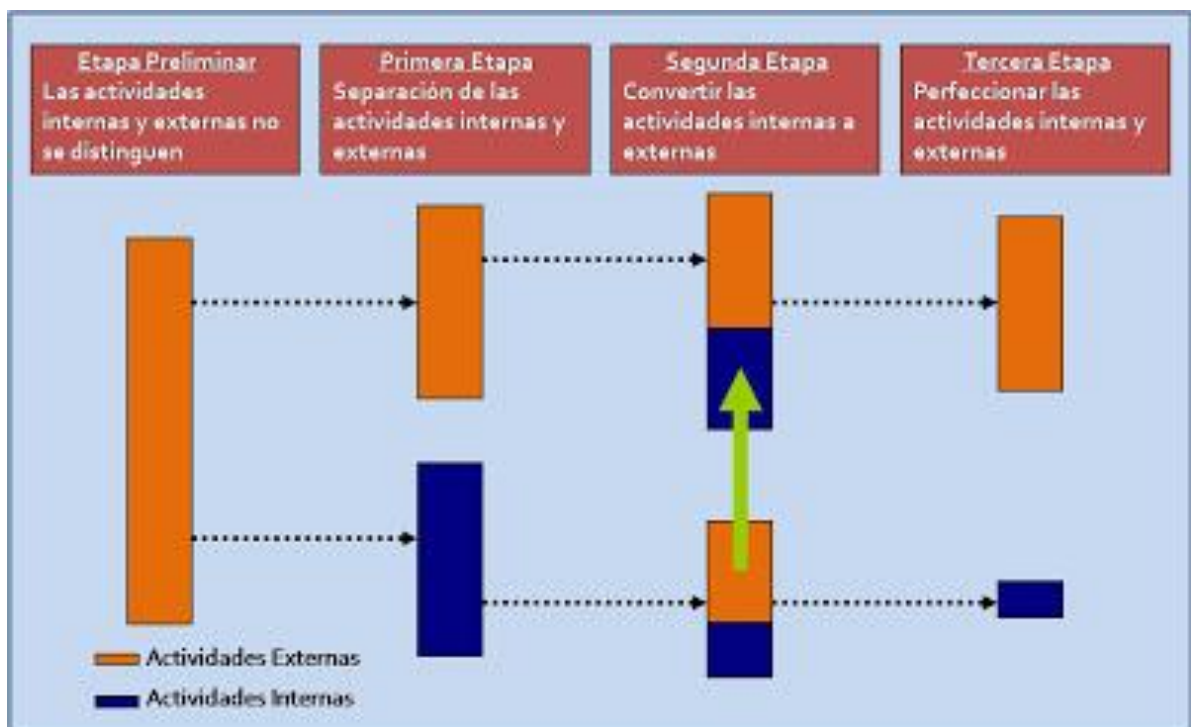 Etapa Preliminar
Las actividades
internas y externas no
se distinguen
Primera Etapa
Separación de las
actividades internas y
externas
Segunda Etapa
Convertir las
actividades internas a
externas
Tercera Etapa
Perfeccionar las
actividades internas y
externas
Actividades Externas
Actividades Internas